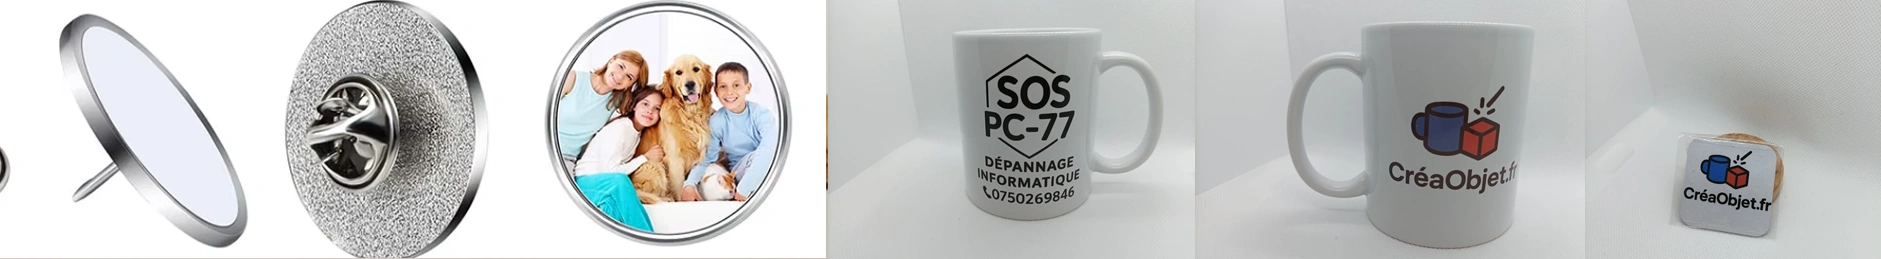 SOS
PC-77
DÉPANNAGE
INFORMATIQUE
0750269846
CréaObjet.fr
CréaObjet.fr